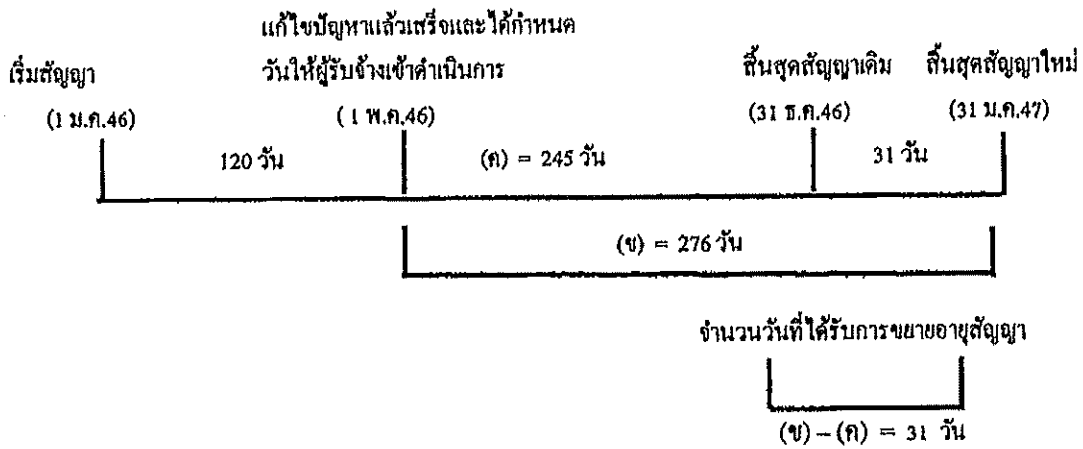 แก้ไขปัญหาแล้วเสร็จและได้กำหนด
เริ่มสัญญา วันให้ผู้รับจ้างเข้าดำเนินการ สิ้นสุดสัญญาเดิม สิ้นสุดสัญญาใหม่
(1 ม.ค.46) ( 1 พ.ค.46) (31 ธ.ค.46) (31 ม.ค.47)
120 วัน (ค) = 245 วัน 31 วัน
(ข) = 276 วัน
จำนวนวันที่ได้รับการขยายอายุสัญญา
(ข) – (ค) = 31 วัน